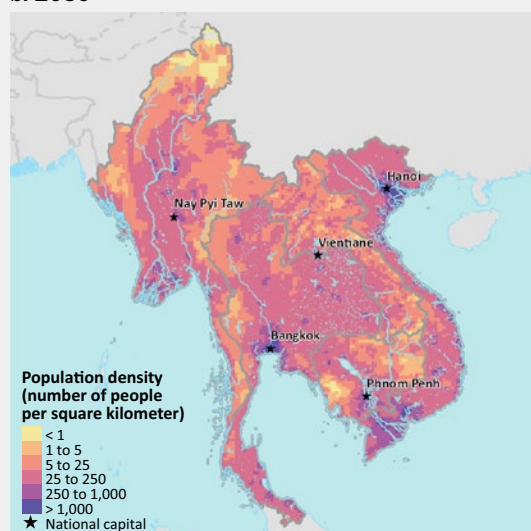 Nay Pyi Taw
Hanoi
Vientiane
Bangkok
Phnom Penh
Population density
(number of people
per square kilometer)
< 1
1 to 5
5 to 25
25 to 250
250 to 1,000
> 1,000
National capital